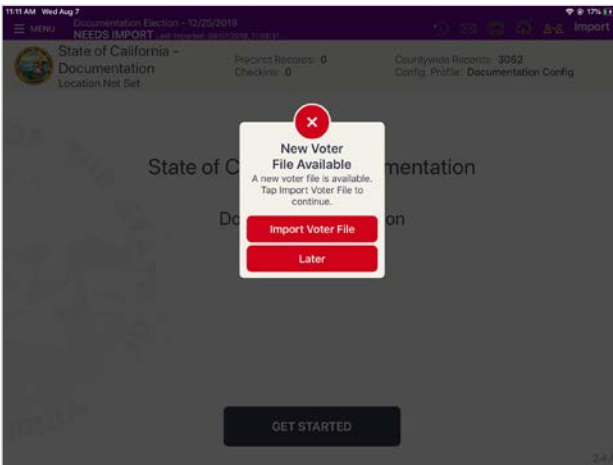 11:11 AM Wed Aug 7
17%
MENU
Documentation Election - 12/25/2019
NEEDS IMPORT
Import
State of California -
Documentation
Location Not Set
Precinct Records: 0
Checkins: 0
Countywide Records: 3052
Config. Profile: Documentation Config
New Voter
File Available
A new voter file is available.
Tap Import Voter File to
continue.
Import Voter File
Later
State of C
mentation
Do
on
GET STARTED